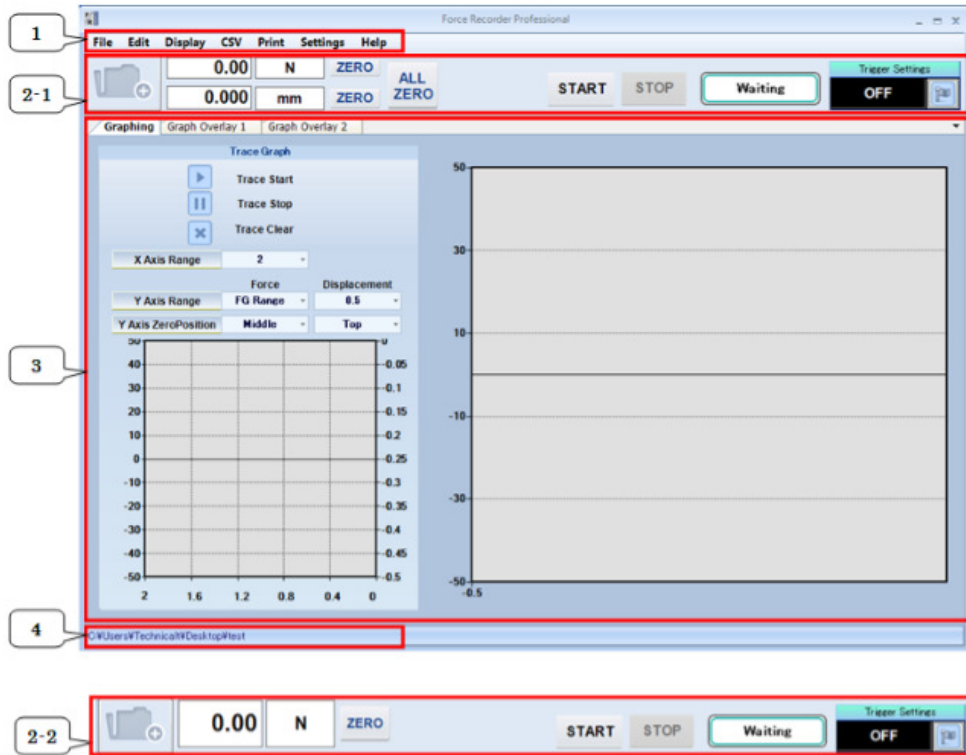 Force Recorder Professional
1
File Edit Display CSV Print Settings Help
2-1
0.00 N ZERO
0.000 mm ZERO
ALL ZERO
START STOP Waiting
Trigger Settings
OFF
Graphing Graph Overlay 1 Graph Overlay 2
Trace Graph
Trace Start
Trace Stop
Trace Clear
X Axis Range 2
Force Displacement
Y Axis Range FG Range 0.5
Y Axis ZeroPosition Middle Top
3
50 0
40 -0.05
30 -0.1
20 -0.15
10 -0.2
0 -0.25
-10 -0.3
-20 -0.35
-30 -0.4
-40 -0.45
-50 -0.5
2 1.6 1.2 0.8 0.4 0
50
30
10
-10
-30
-50
-0.5
4
C:¥Users¥Technicalt¥Desktop¥test
2-2
0.00 N ZERO
START STOP Waiting
Trigger Settings
OFF